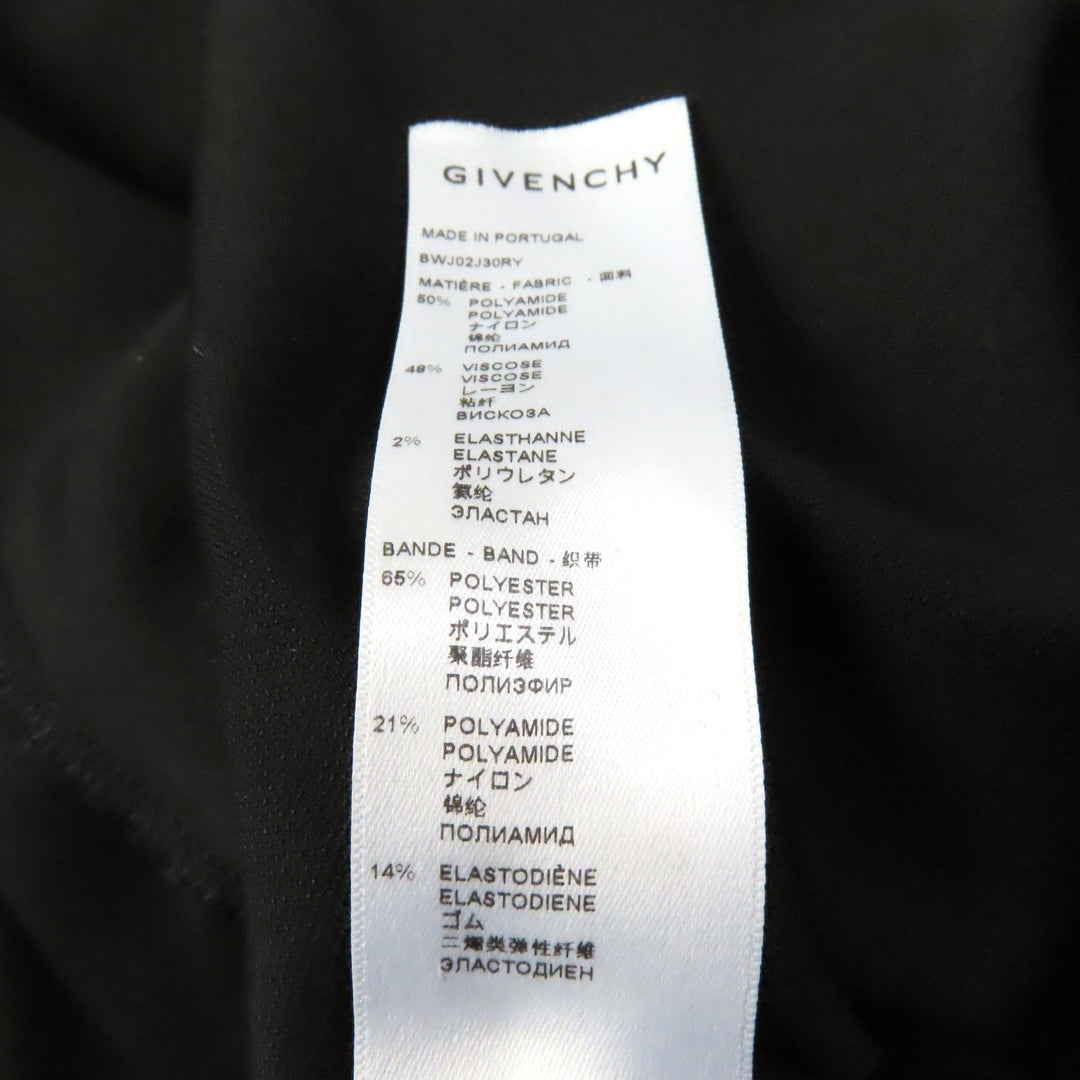 GIVENCHY
MADE IN PORTUGAL
BWJ02J30RY
MATIÈRE - FABRIC - 面料
50% POLYAMIDE
POLYAMIDE
ナイロン
锦纶
ПОЛИАМИД
48% VISCOSE
VISCOSE
レーヨン
粘纤
ВИСКОЗА
2% ELASTHANNE
ELASTANE
ポリウレタン
氨纶
ЭЛАСТАН
BANDE - BAND - 织带
65% POLYESTER
POLYESTER
ポリエステル
聚酯纤维
ПОЛИЭФИР
21% POLYAMIDE
POLYAMIDE
ナイロン
锦纶
ПОЛИАМИД
14% ELASTODIÈNE
ELASTODIENE
ゴム
二烯类弹性纤维
ЭЛАСТОДИЕН